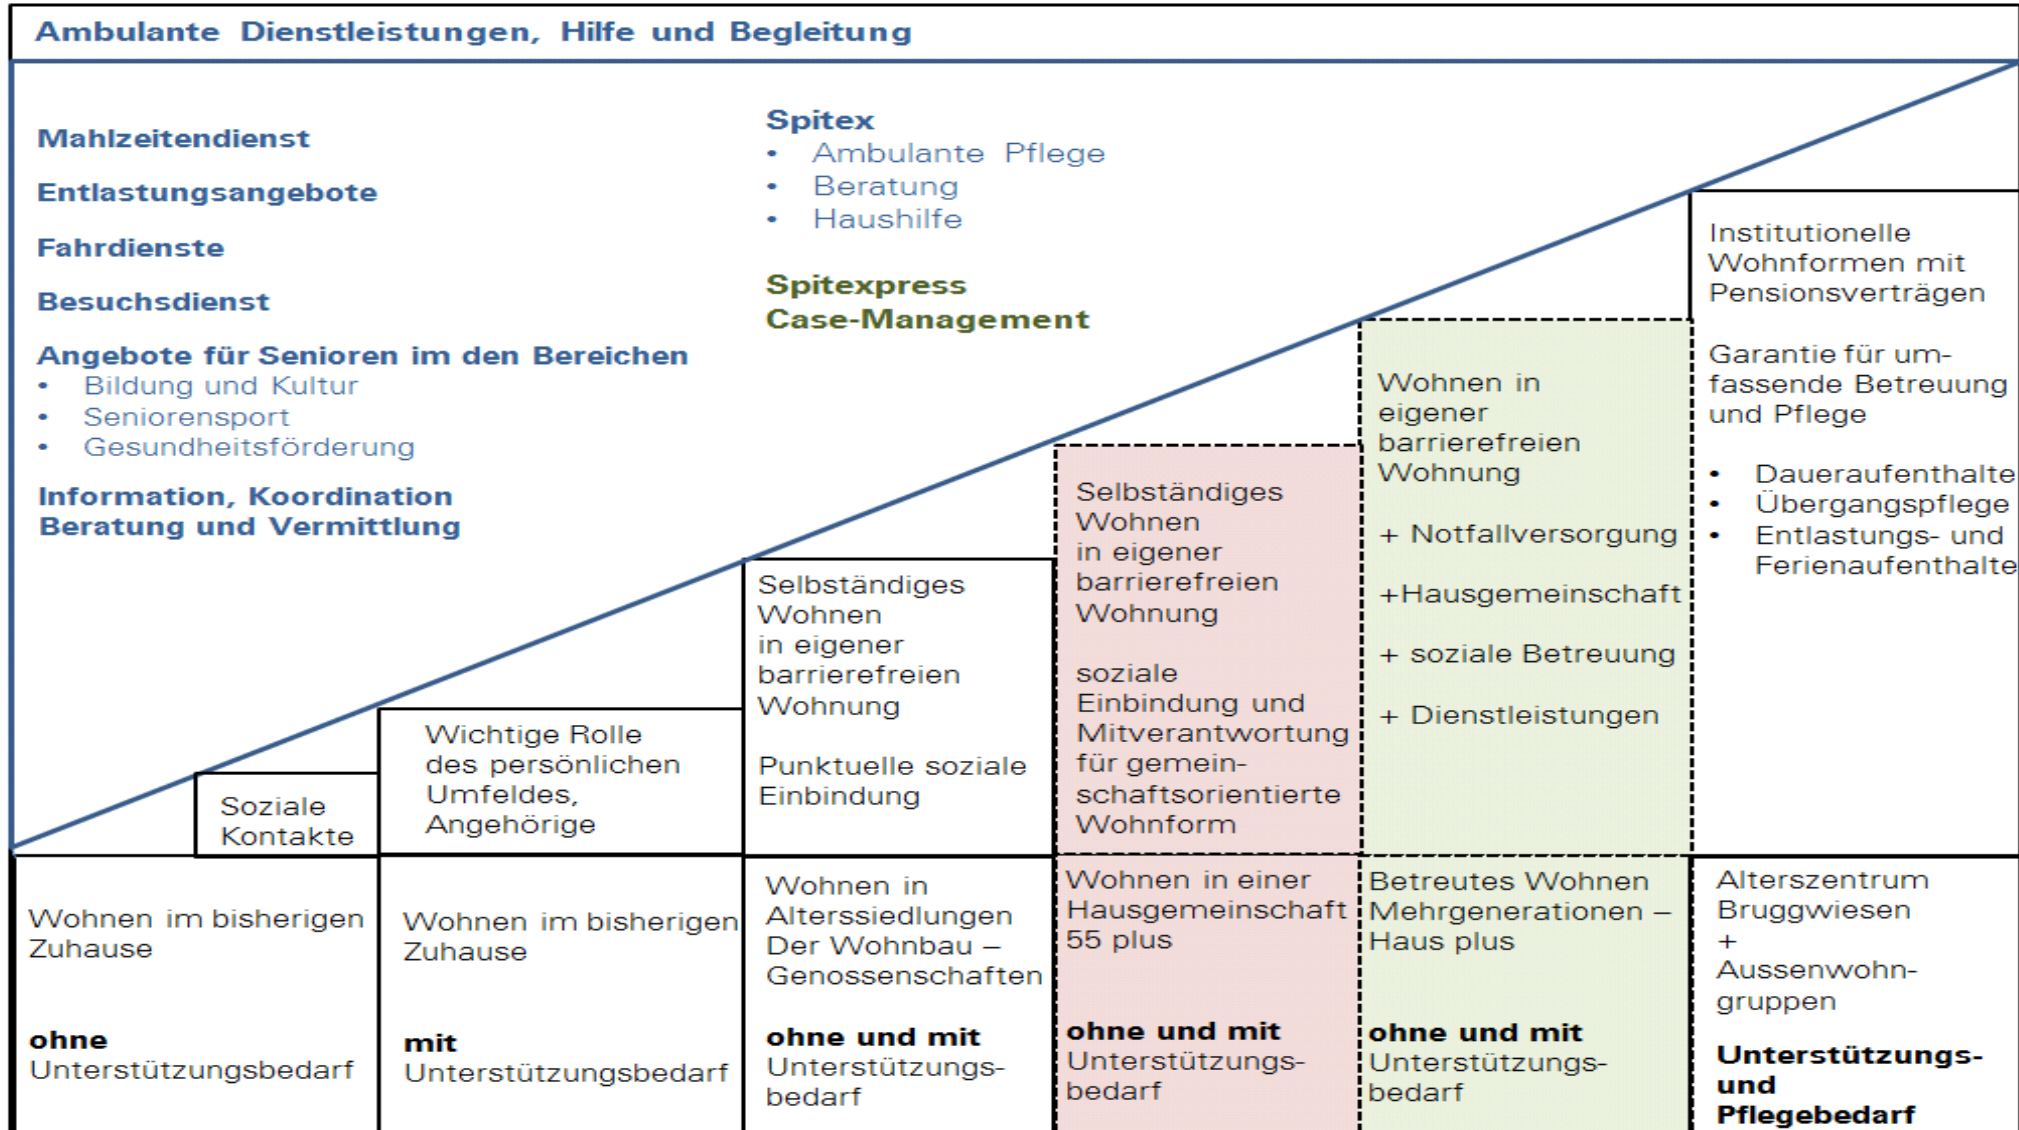 Ambulante Dienstleistungen, Hilfe und Begleitung
Mahlzeitendienst
Entlastungsangebote
Fahrdienste
Besuchsdienst
Angebote für Senioren im den Bereichen
• Bildung und Kultur
• Seniorensport
• Gesundheitsförderung
Information, Koordination
Beratung und Vermittlung
Spitex
• Ambulante Pflege
• Beratung
• Haushilfe
Spitexpress
Case-Management
Soziale
Kontakte
Wichtige Rolle
des persönlichen
Umfeldes,
Angehörige
Selbständiges
Wohnen
in eigener
barrierefreien
Wohnung
Punktuelle soziale
Einbindung
Selbständiges
Wohnen
in eigener
barrierefreien
Wohnung
soziale
Einbindung und
Mitverantwortung
für gemein-
schaftsorientierte
Wohnform
Wohnen in
eigener
barrierefreien
Wohnung
+ Notfallversorgung
+Hausgemeinschaft
+ soziale Betreuung
+ Dienstleistungen
Institutionelle
Wohnformen mit
Pensionsverträgen
Garantie für um-
fassende Betreuung
und Pflege
• Daueraufenthalte
• Übergangspflege
• Entlastungs- und
Ferienaufenthalte
Wohnen im bisherigen
Zuhause
ohne
Unterstützungsbedarf
Wohnen im bisherigen
Zuhause
mit
Unterstützungsbedarf
Wohnen in
Alterssiedlungen
Der Wohnbau –
Genossenschaften
ohne und mit
Unterstützungs-
bedarf
Wohnen in einer
Hausgemeinschaft
55 plus
ohne und mit
Unterstützungs-
bedarf
Betreutes Wohnen
Mehrgenerationen –
Haus plus
ohne und mit
Unterstützungs-
bedarf
Alterszentrum
Bruggwiesen
+
Aussenwohn-
gruppen
Unterstützungs-
und
Pflegebedarf